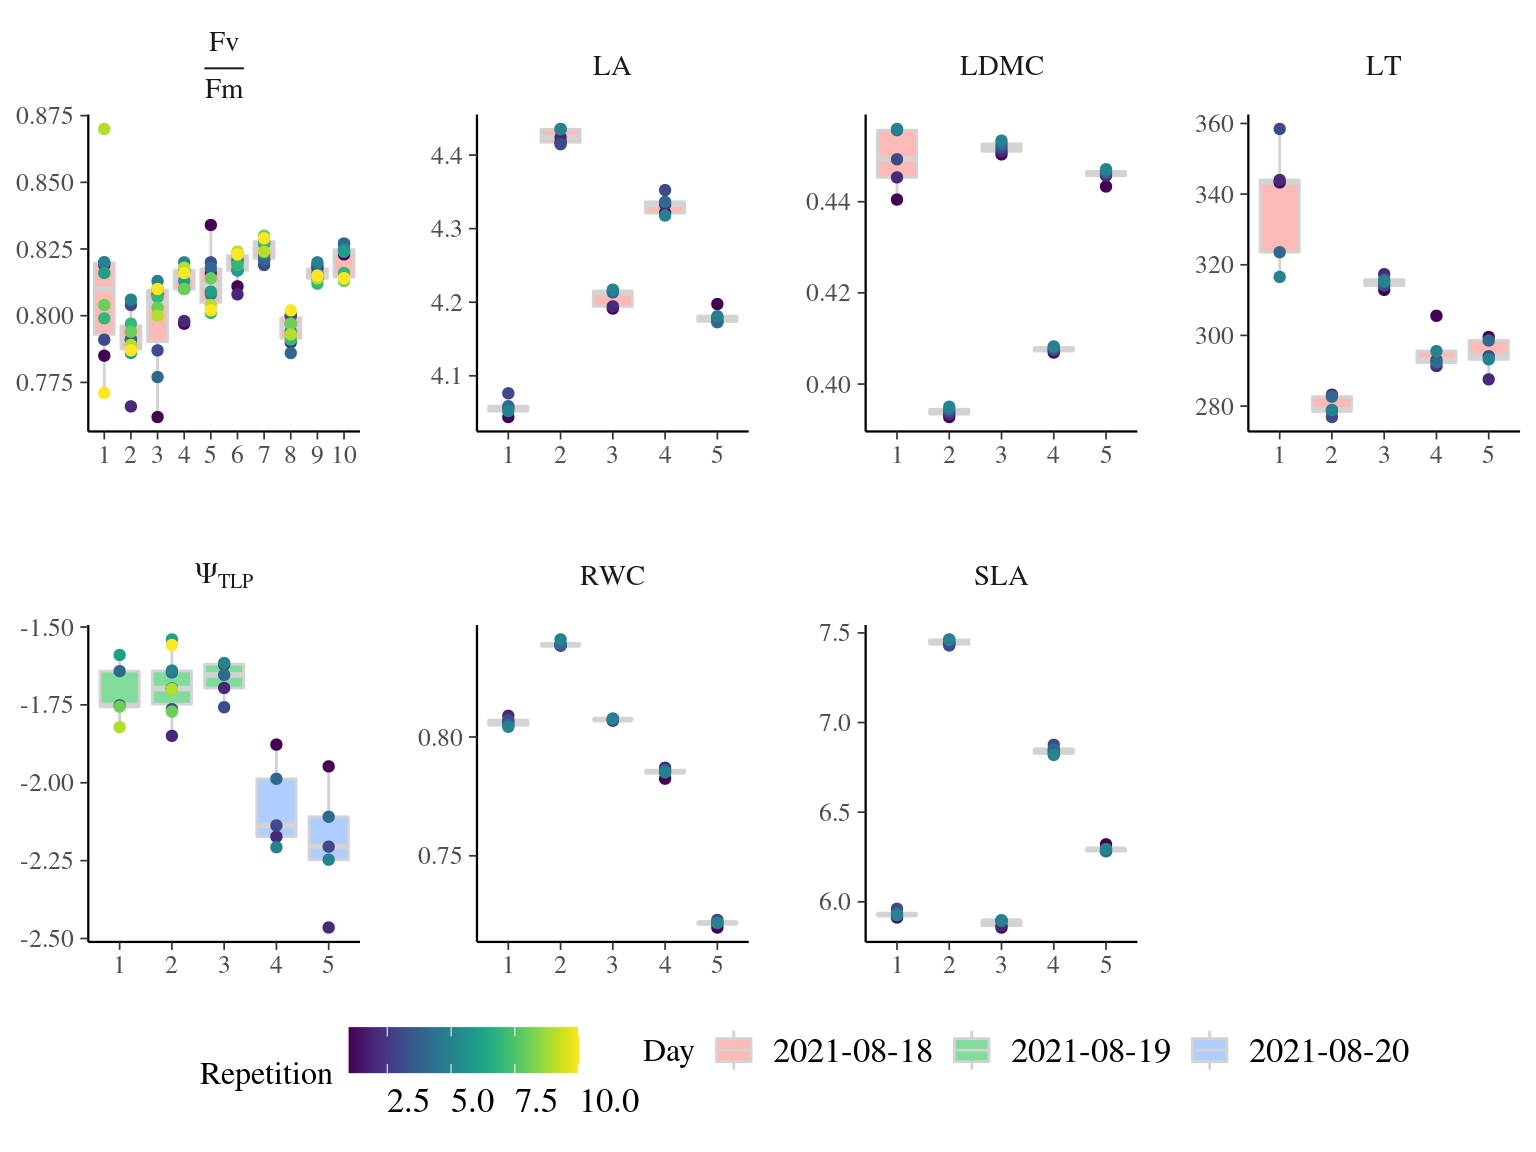 Fv
Fm
LA
LDMC
LT
0.875
0.850
0.825
0.800
0.775
1 2 3 4 5 6 7 8 9 10
4.4
4.3
4.2
4.1
1 2 3 4 5
0.44
0.42
0.40
1 2 3 4 5
360
340
320
300
280
1 2 3 4 5
Ψ_TLP
RWC
SLA
-1.50
-1.75
-2.00
-2.25
-2.50
1 2 3 4 5
0.80
0.75
1 2 3 4 5
7.5
7.0
6.5
6.0
1 2 3 4 5
Repetition
2.5 5.0 7.5 10.0
Day 2021-08-18 2021-08-19 2021-08-20